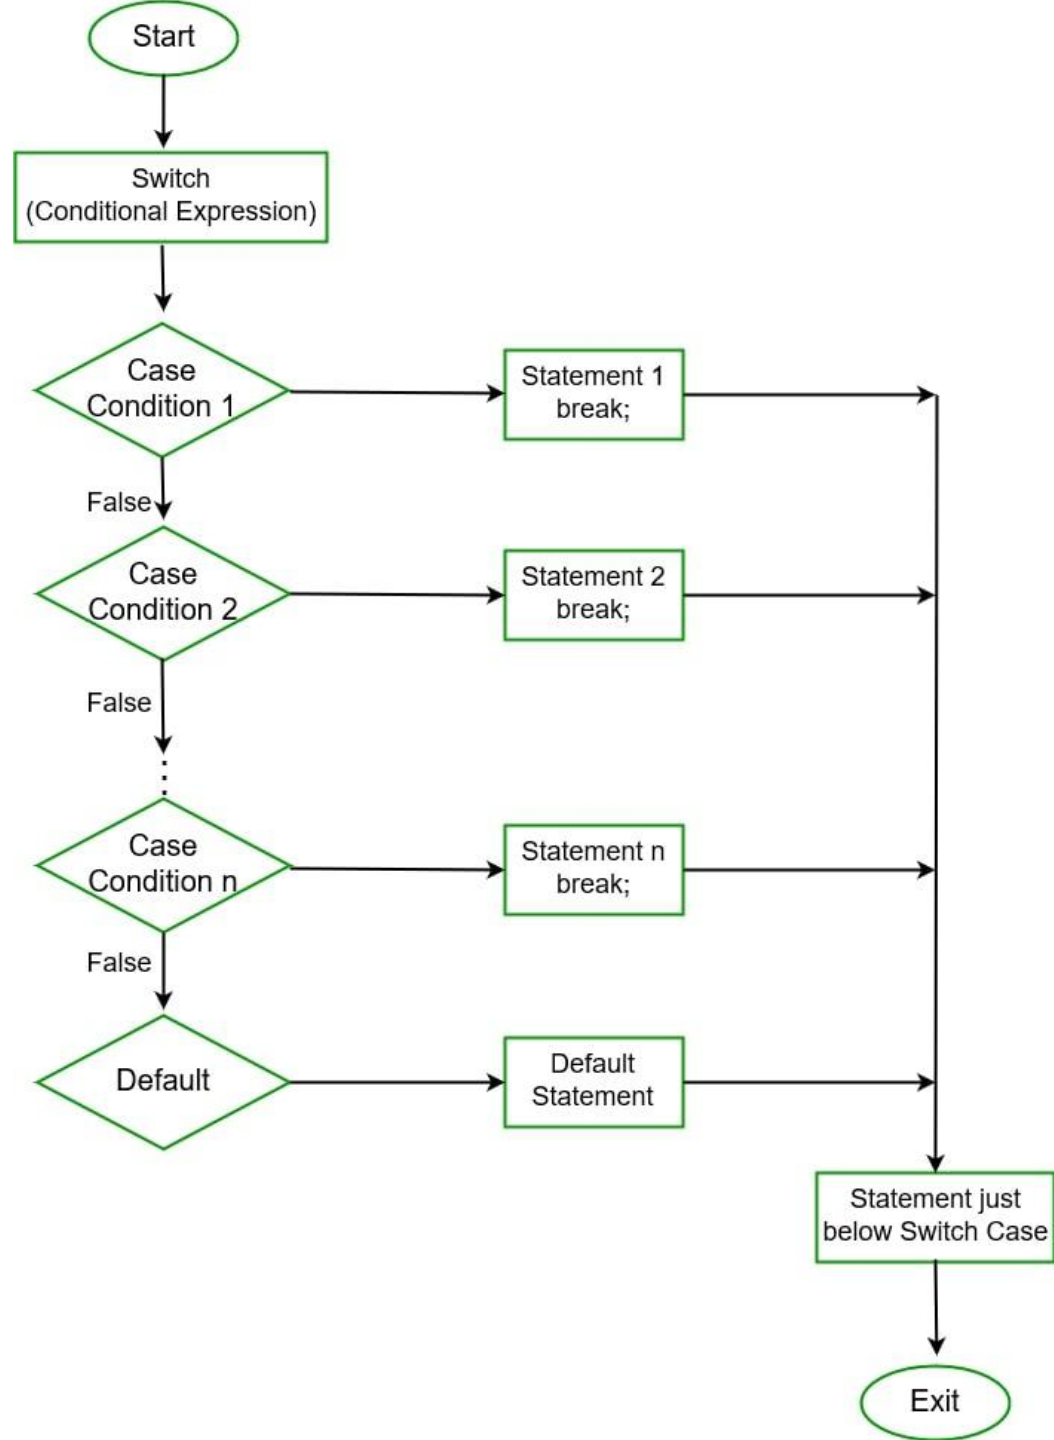 Start
Switch
(Conditional Expression)
Case
Condition 1
Statement 1
break;
False
Case
Condition 2
Statement 2
break;
False
Case
Condition n
Statement n
break;
False
Default
Default
Statement
Statement just
below Switch Case
Exit